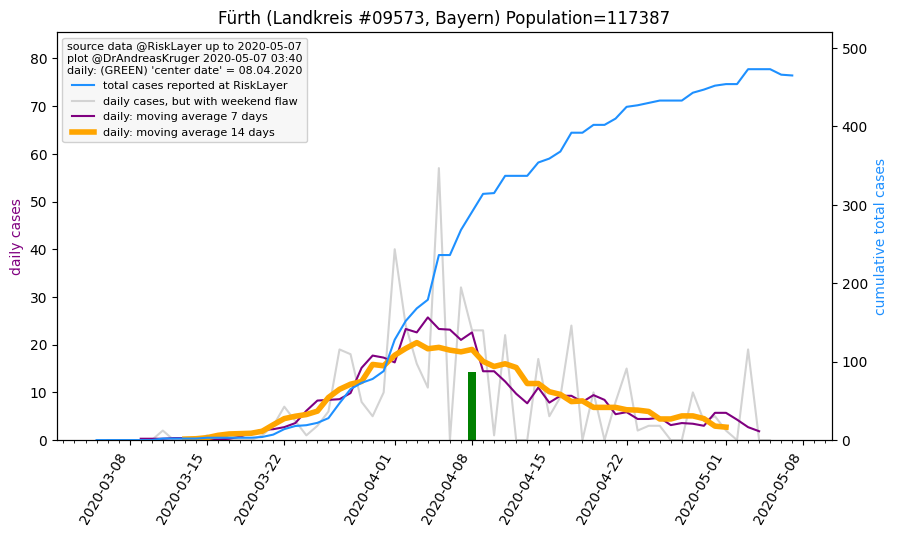 Fürth (Landkreis #09573, Bayern) Population=117387
source data @RiskLayer up to 2020-05-07
plot @DrAndreasKruger 2020-05-07 03:40
daily: (GREEN) 'center date' = 08.04.2020
total cases reported at RiskLayer
daily cases, but with weekend flaw
daily: moving average 7 days
daily: moving average 14 days
daily cases
80
70
60
50
40
30
20
10
0
500
400
300
200
100
0
cumulative total cases
2020-03-08
2020-03-15
2020-03-22
2020-04-01
2020-04-08
2020-04-15
2020-04-22
2020-05-01
2020-05-08